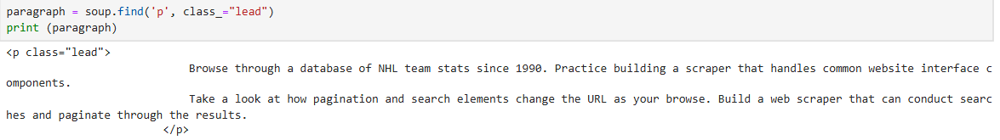 paragraph = soup.find('p', class_="lead")
print (paragraph)
<p class="lead">
Browse through a database of NHL team stats since 1990. Practice building a scraper that handles common website interface c
omponents.
Take a look at how pagination and search elements change the URL as your browse. Build a web scraper that can conduct searc
hes and paginate through the results.
</p>